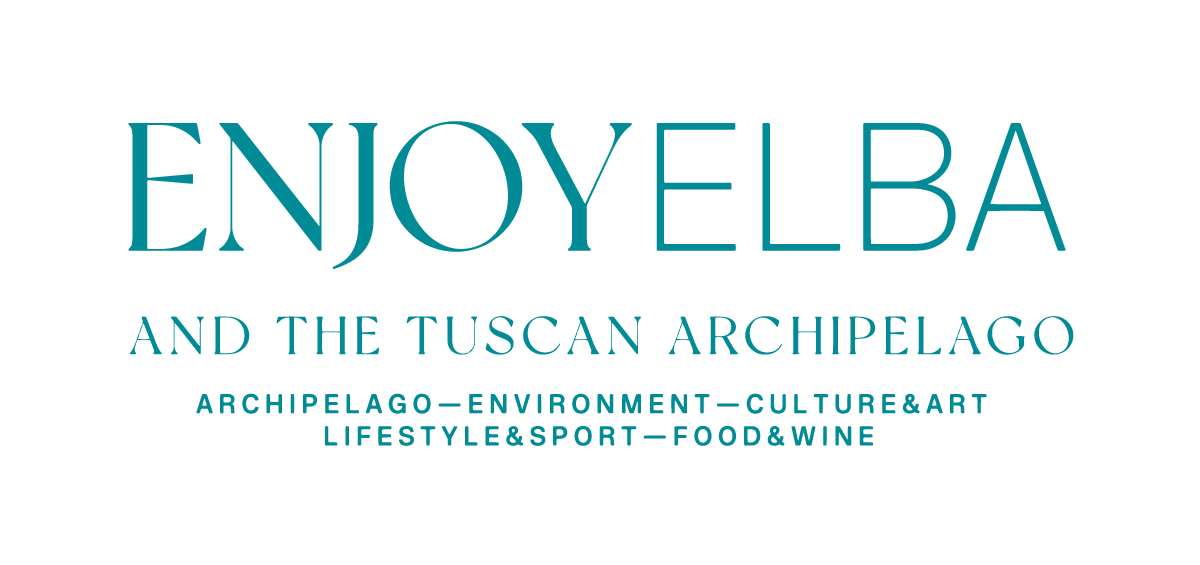 ENJOYELBA
AND THE TUSCAN ARCHIPELAGO
ARCHIPELAGO—ENVIRONMENT—CULTURE&ART
LIFESTYLE&SPORT—FOOD&WINE